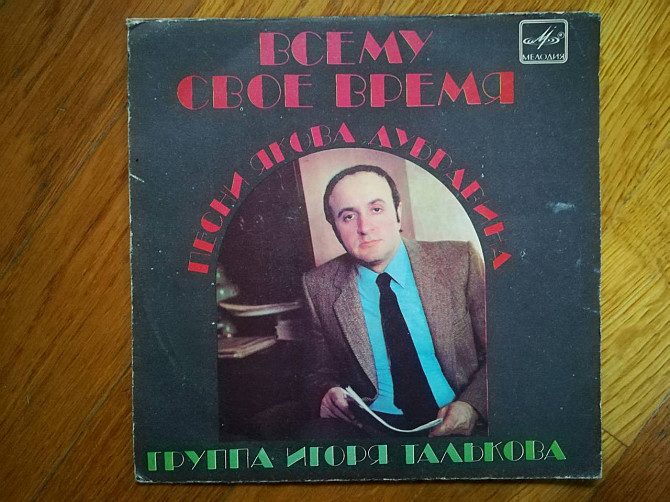 ВСЕМУ
СВОЕ ВРЕМЯ
МЕЛОДИЯ
ПЕСНИ ЯКОВА ДУБРАВИНА
ГРУППА ИГОРЯ ТАЛЬКОВА